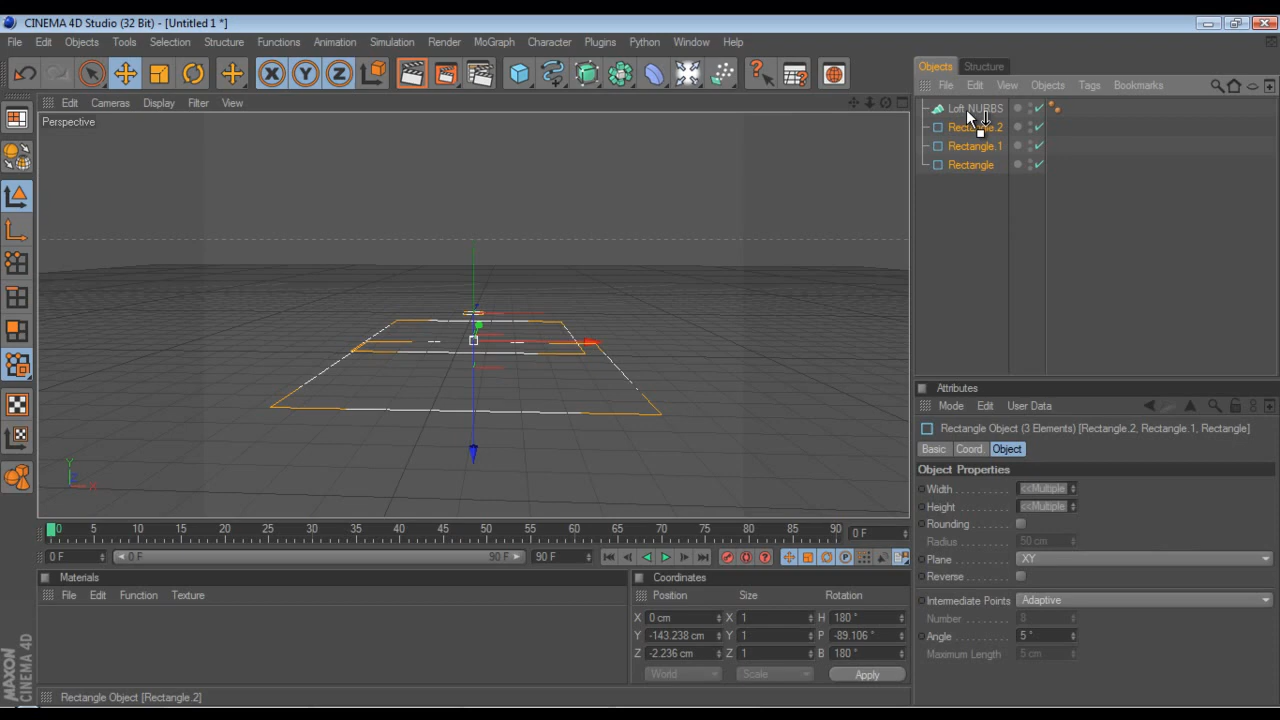 CINEMA 4D Studio (32 Bit) - [Untitled 1 *]
File Edit Objects Tools Selection Structure Functions Animation Simulation Render MoGraph Character Plugins Python Window Help
X Y Z
Objects Structure
File Edit View Objects Tags Bookmarks
Edit Cameras Display Filter View
Perspective
Loft NURBS
Rectangle.2
Rectangle.1
Rectangle
Y X Z
Attributes
Mode Edit User Data
Rectangle Object (3 Elements) [Rectangle.2, Rectangle.1, Rectangle]
Basic Coord. Object
Object Properties
Width <<Multiple
Height <<Multiple
Rounding
Radius 50 cm
Plane XY
Reverse
Intermediate Points Adaptive
Number 8
Angle 5 °
Maximum Length 5 cm
0 5 10 15 20 25 30 35 40 45 50 55 60 65 70 75 80 85 90 0 F
0 F 0 F 90 F 90 F
P
Materials
File Edit Function Texture
Coordinates
Position Size Rotation
X 0 cm X 1 H 180 °
Y -143.238 cm Y 1 P -89.106 °
Z -2.236 cm Z 1 B 180 °
World Scale Apply
MAXON
CINEMA 4D
Rectangle Object [Rectangle.2]